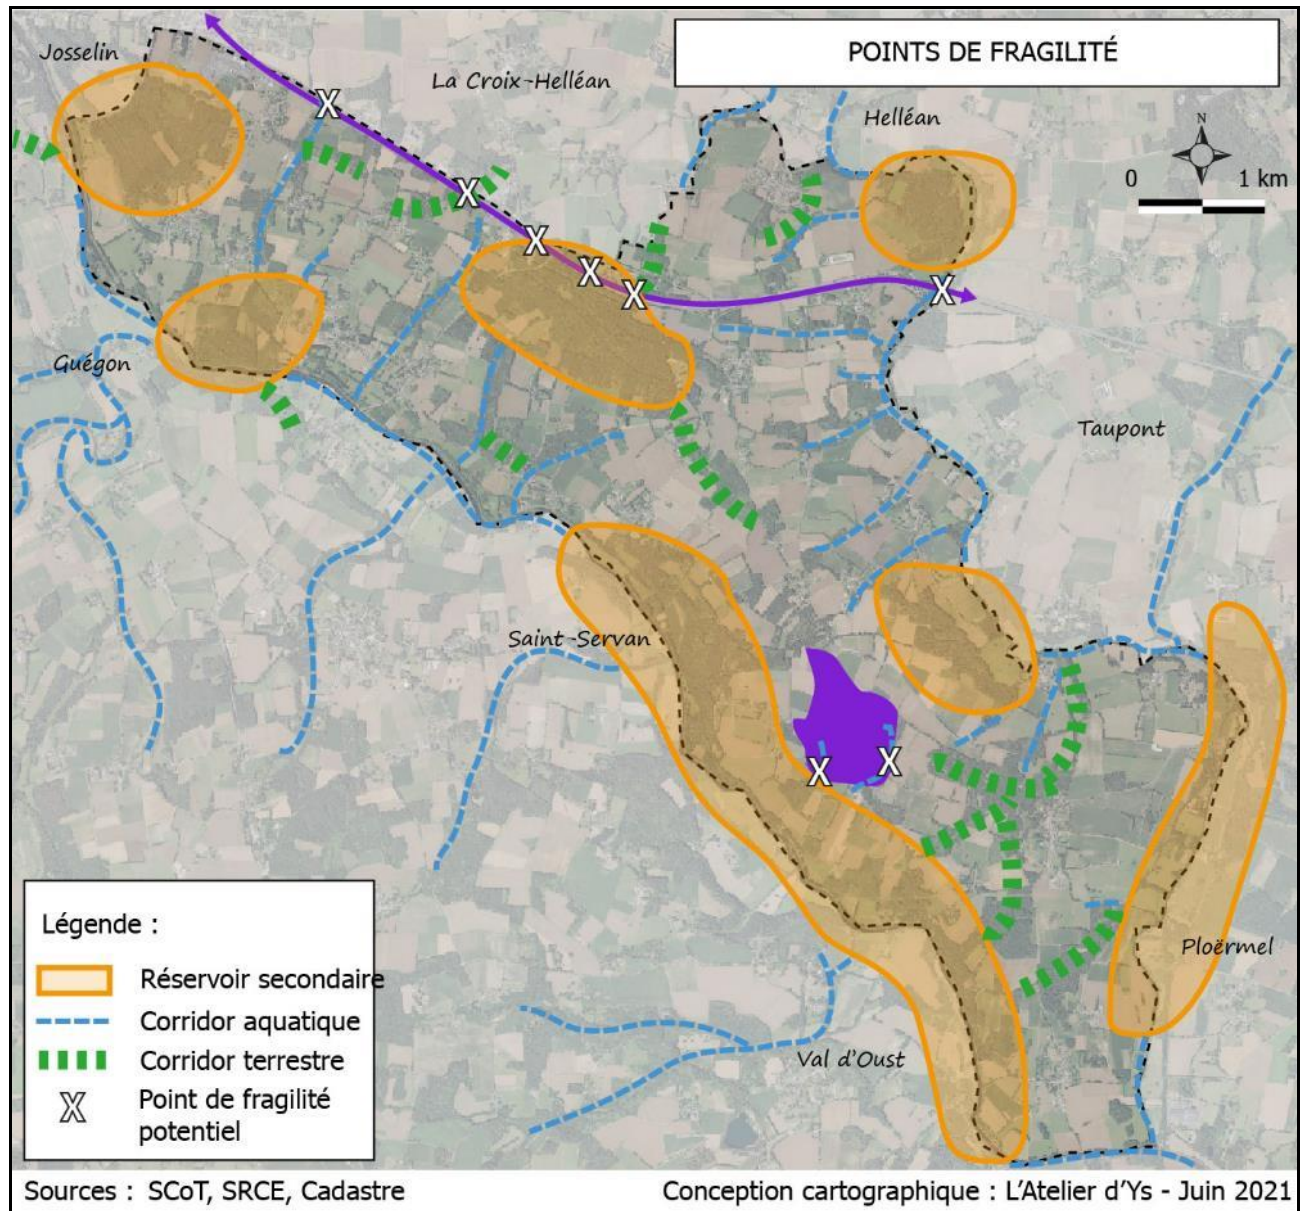 POINTS DE FRAGILITÉ
Josselin
La Croix-Helléan
Helléan
N
0 1 km
Guégon
Taupont
Saint-Servan
Ploërmel
Val d'Oust
Légende :
Réservoir secondaire
Corridor aquatique
Corridor terrestre
X Point de fragilité
potentiel
X
X
X
X
X
X
X
X
Sources : SCoT, SRCE, Cadastre
Conception cartographique : L'Atelier d'Ys - Juin 2021